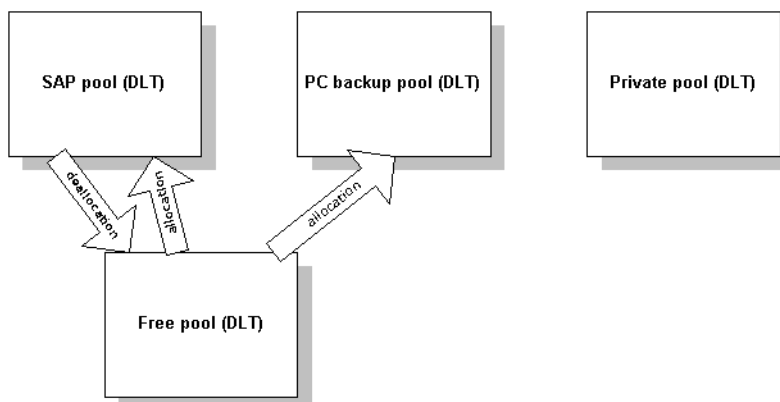 SAP pool (DLT)
PC backup pool (DLT)
Private pool (DLT)
deallocation
allocation
allocation
Free pool (DLT)